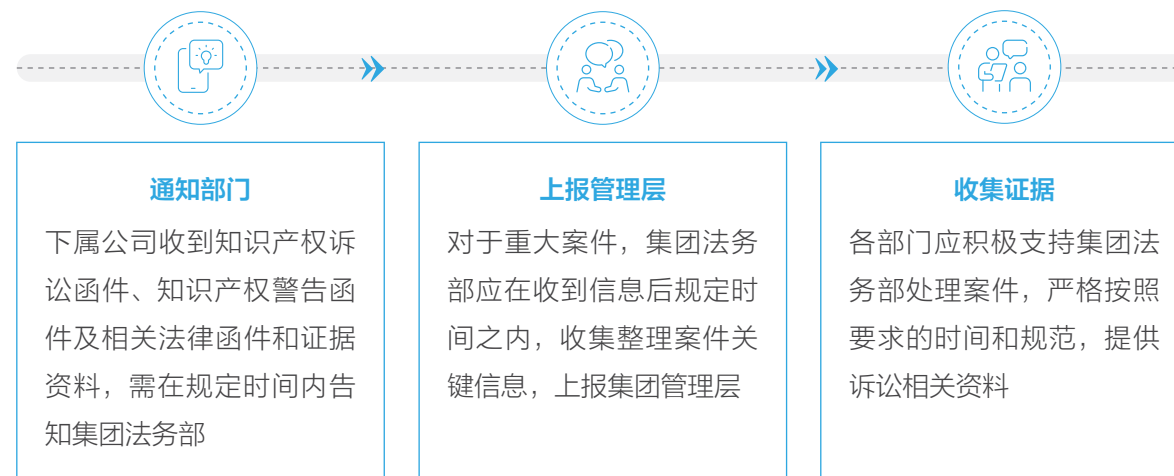 通知部门
下属公司收到知识产权诉
讼函件、知识产权警告函
件及相关法律函件和证据
资料，需在规定时间内告
知集团法务部
上报管理层
对于重大案件，集团法务
部应在收到信息后规定时
间之内，收集整理案件关
键信息，上报集团管理层
收集证据
各部门应积极支持集团法
务部处理案件，严格按照
要求的时间和规范，提供
诉讼相关资料